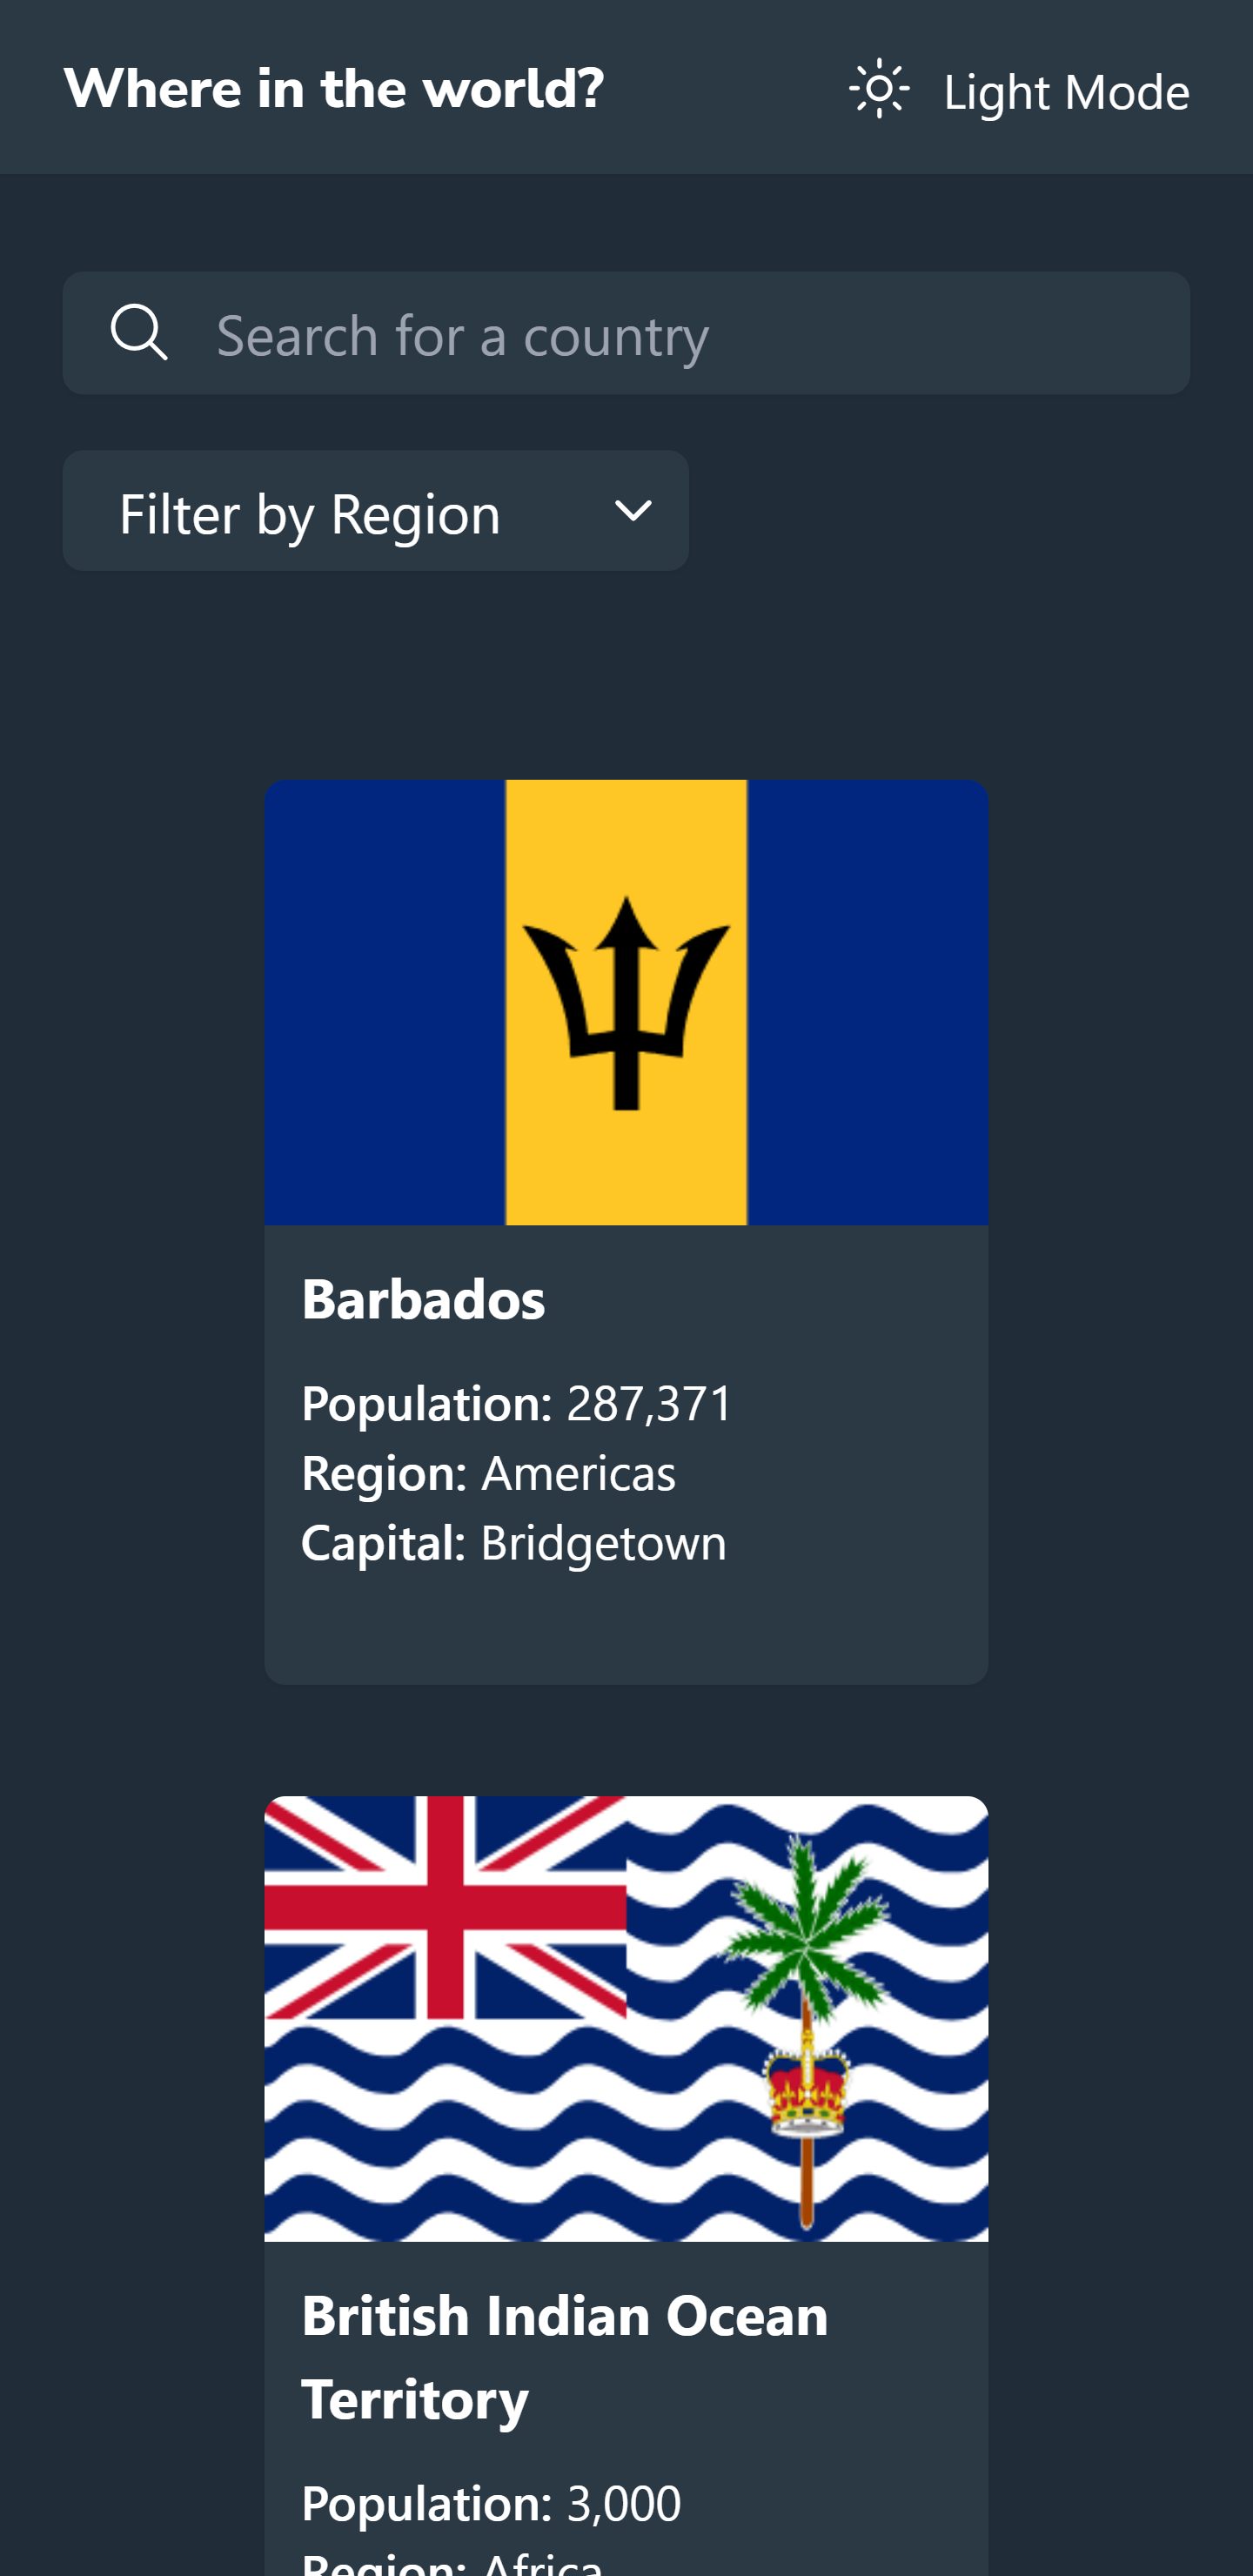 Where in the world?
Light Mode
Search for a country
Filter by Region
Barbados
Population: 287,371
Region: Americas
Capital: Bridgetown
British Indian Ocean
Territory
Population: 3,000
Region: Africa